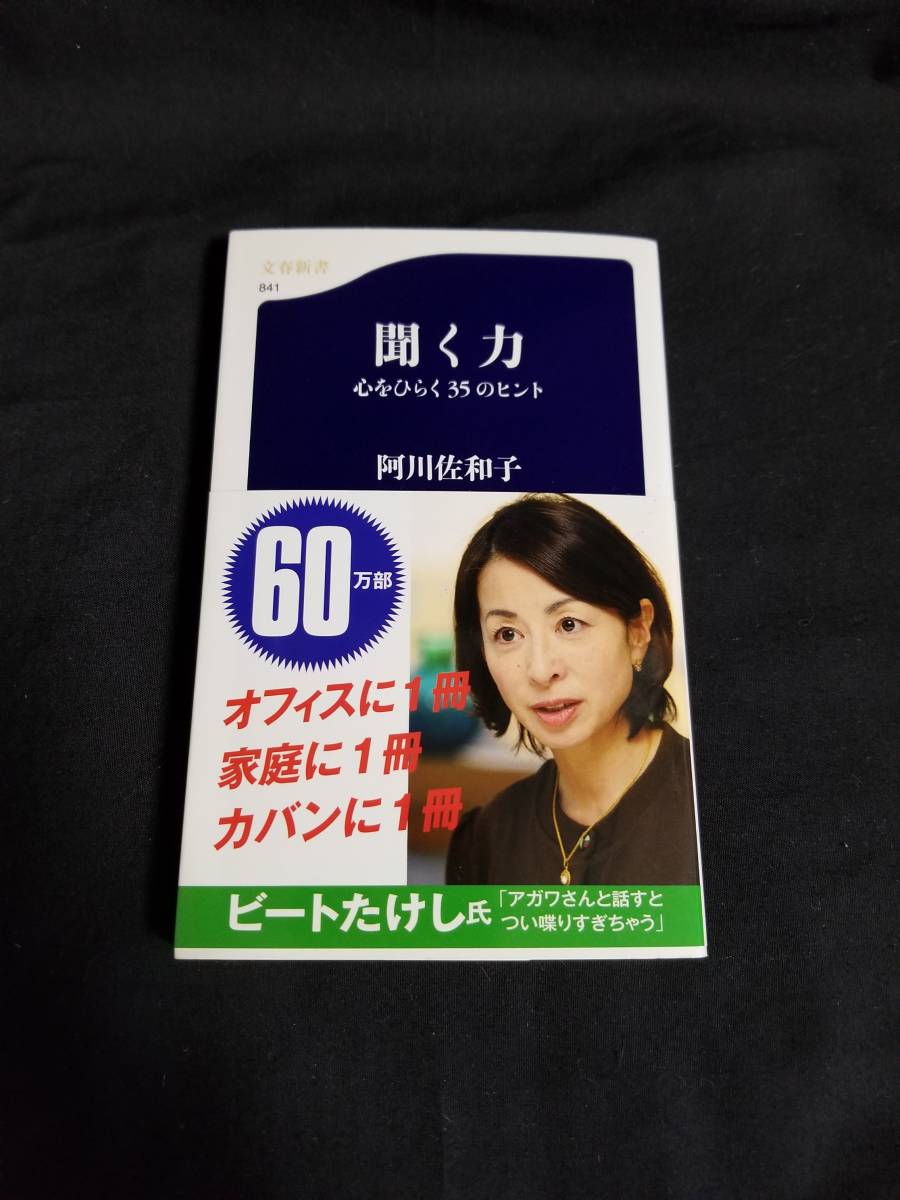 文春新書
841
聞く力
心をひらく35のヒント
阿川佐和子
60万部
オフィスに1冊
家庭に1冊
カバンに1冊
ビートたけし氏
「アガワさんと話すと
つい喋りすぎちゃう」